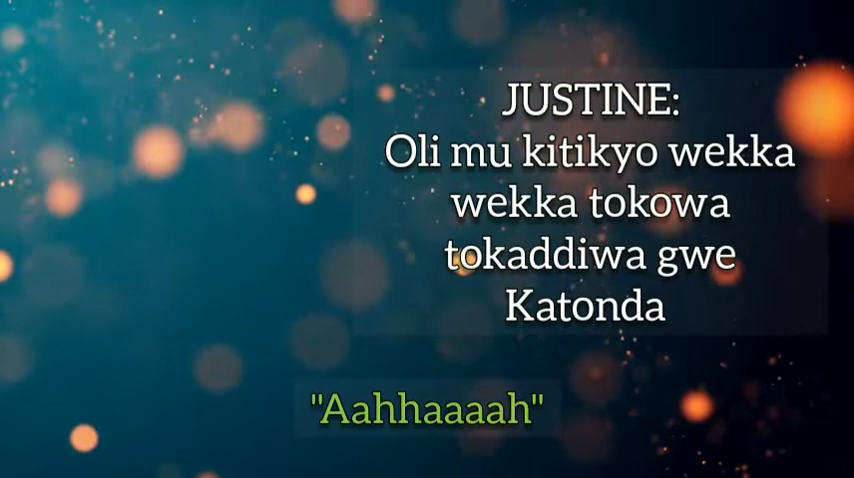 JUSTINE:
Oli mu kitikyo wekka
wekka tokowa
tokaddiwa gwe
Katonda
"Aahhaaaah"